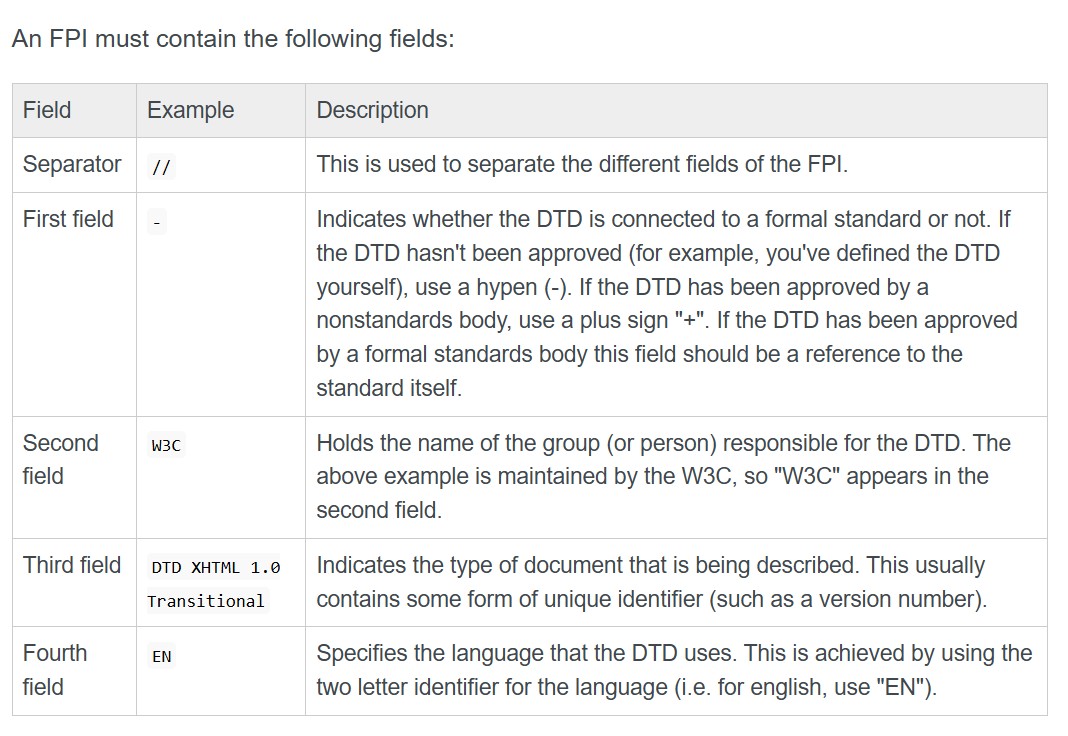 An FPI must contain the following fields:
Field Example Description
Separator // This is used to separate the different fields of the FPI.
First field - Indicates whether the DTD is connected to a formal standard or not. If
the DTD hasn't been approved (for example, you've defined the DTD
yourself), use a hypen (-). If the DTD has been approved by a
nonstandards body, use a plus sign "+". If the DTD has been approved
by a formal standards body this field should be a reference to the
standard itself.
Second W3C Holds the name of the group (or person) responsible for the DTD. The
field above example is maintained by the W3C, so "W3C" appears in the
second field.
Third field DTD XHTML 1.0 Indicates the type of document that is being described. This usually
Transitional contains some form of unique identifier (such as a version number).
Fourth EN Specifies the language that the DTD uses. This is achieved by using the
field two letter identifier for the language (i.e. for english, use "EN").